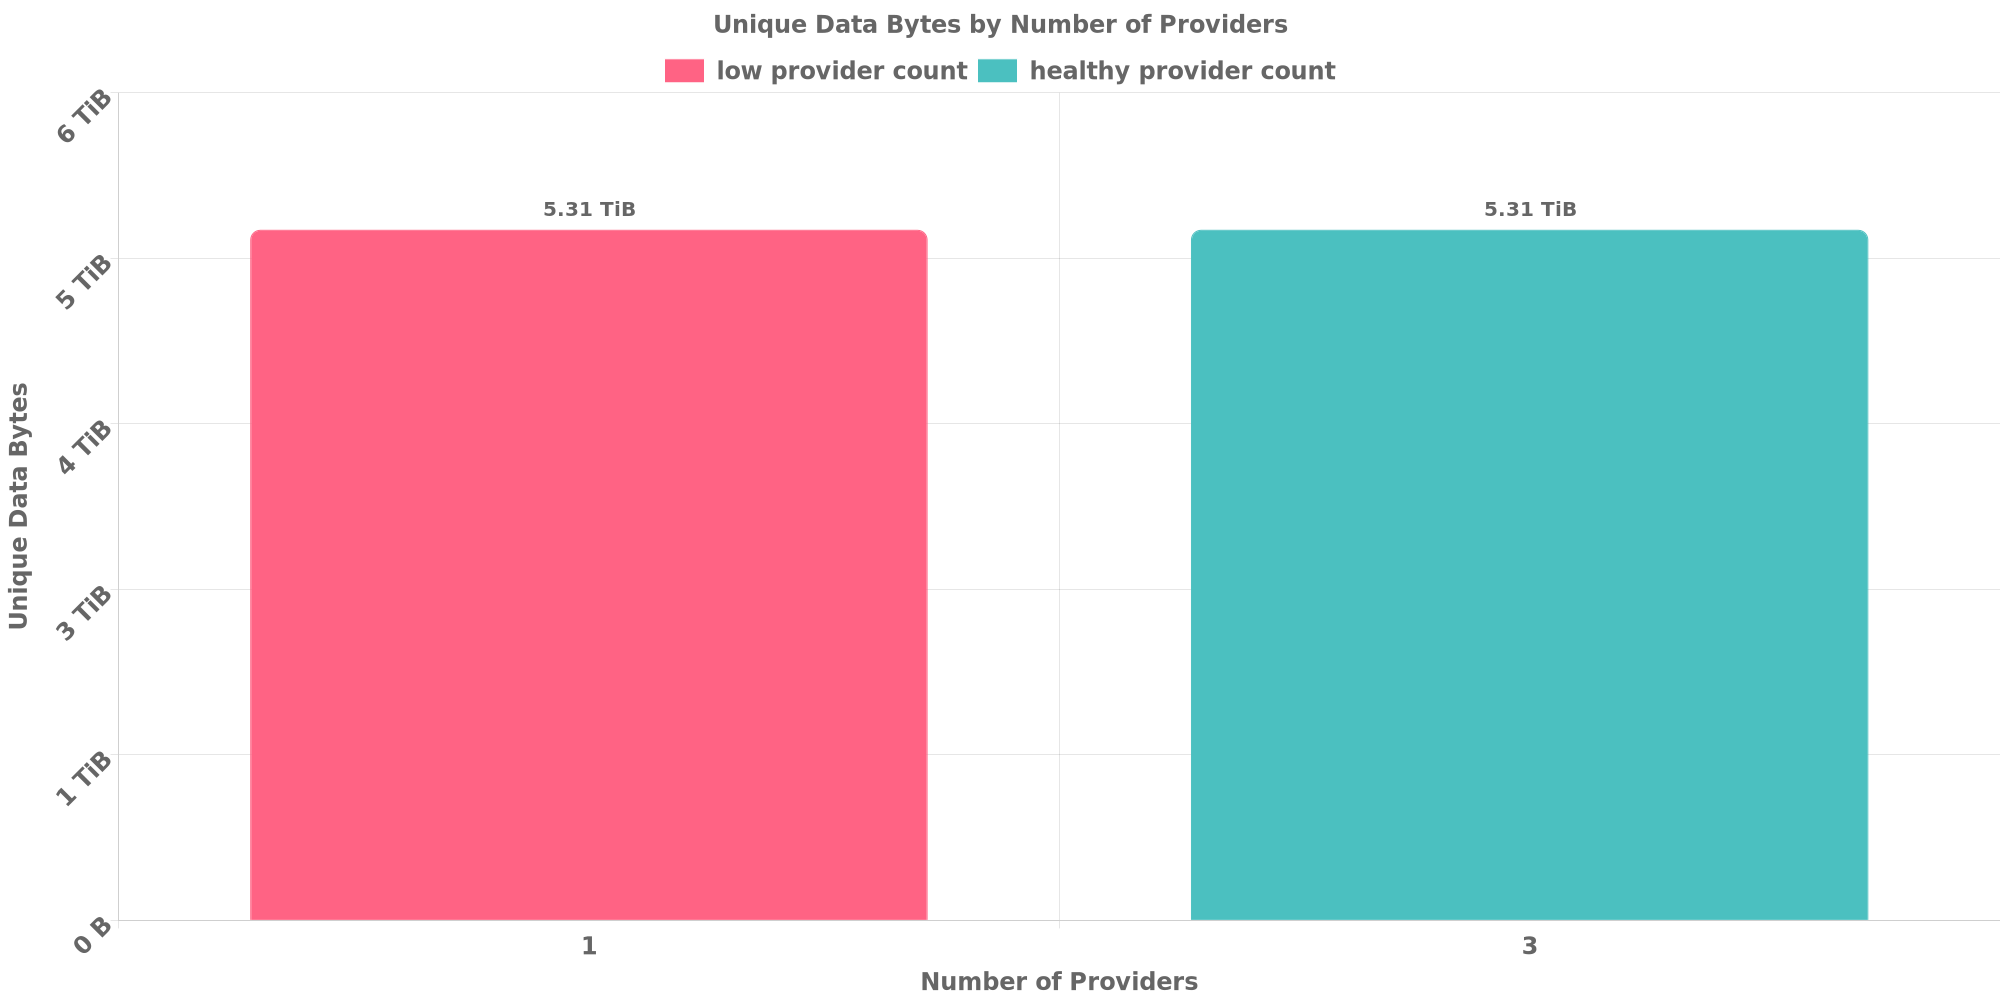 Unique Data Bytes by Number of Providers
low provider count
healthy provider count
6 TiB
5 TiB
4 TiB
3 TiB
1 TiB
0 B
Unique Data Bytes
5.31 TiB
5.31 TiB
1
3
Number of Providers